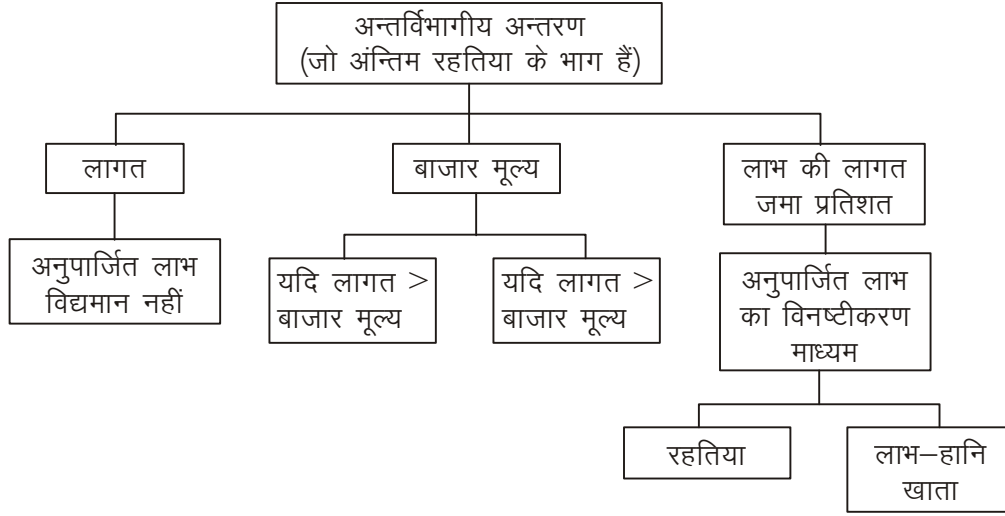 अन्तर्विभागीय अन्तरण
(जो अंन्तिम रहतिया के भाग हैं)
लागत
बाजार मूल्य
लाभ की लागत
जमा प्रतिशत
अनुपार्जित लाभ
विद्यमान नहीं
यदि लागत >
बाजार मूल्य
यदि लागत >
बाजार मूल्य
अनुपार्जित लाभ
का विनष्टीकरण
माध्यम
रहतिया
लाभ–हानि
खाता